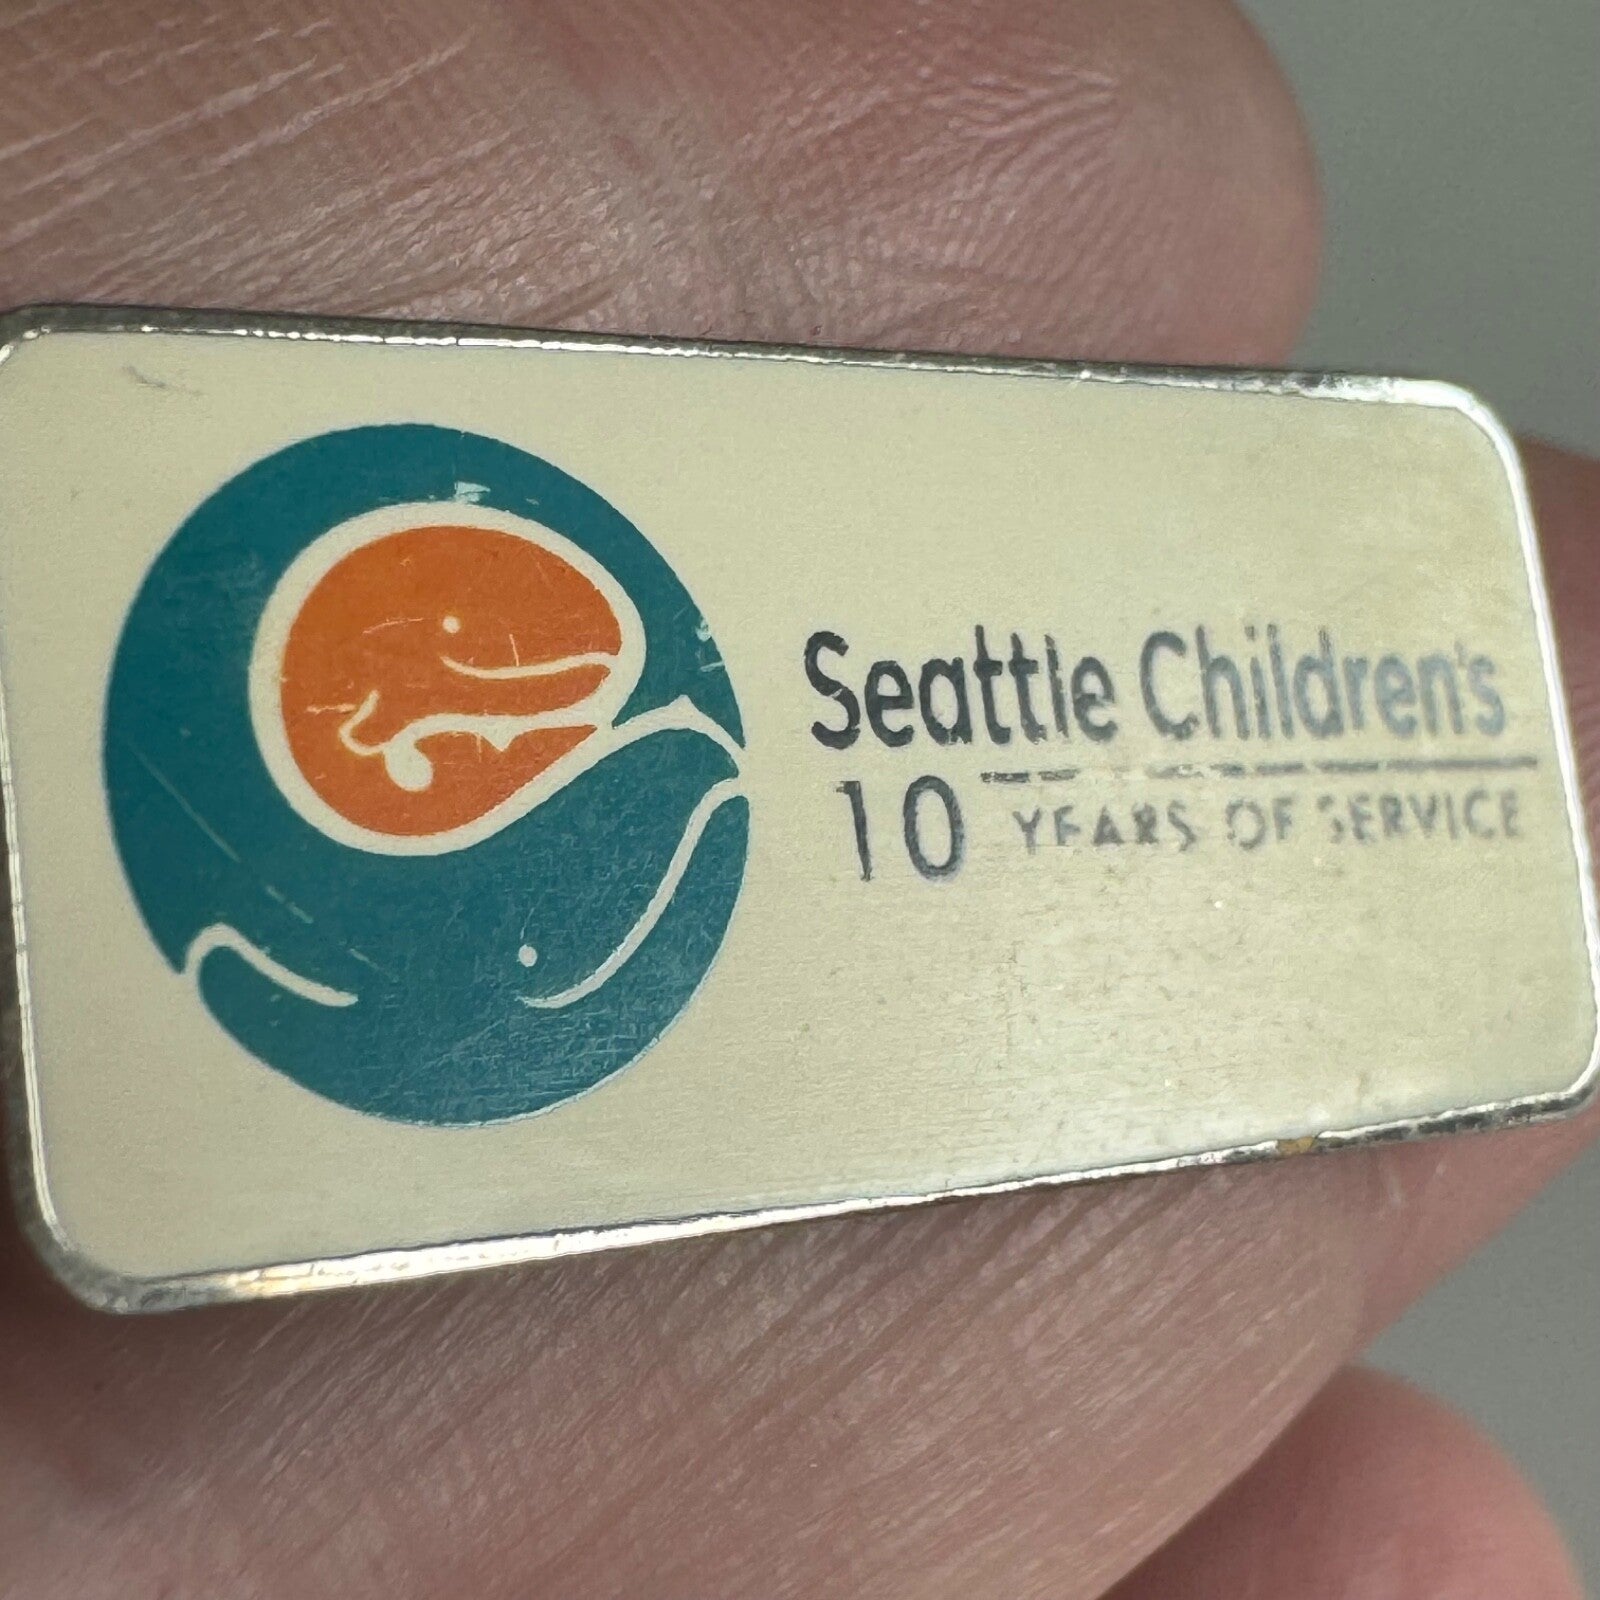 Seattle Children's
10 YEARS OF SERVICE